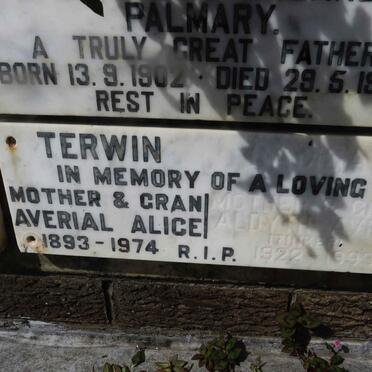 PALMARY.
A TRULY GREAT FATHER
BORN 13.9.1902 · DIED 29.5.
REST IN PEACE.
TERWIN
IN MEMORY OF A LOVING
MOTHER & GRAN
AVERIAL ALICE
1893-1974 R.I.P.
1922